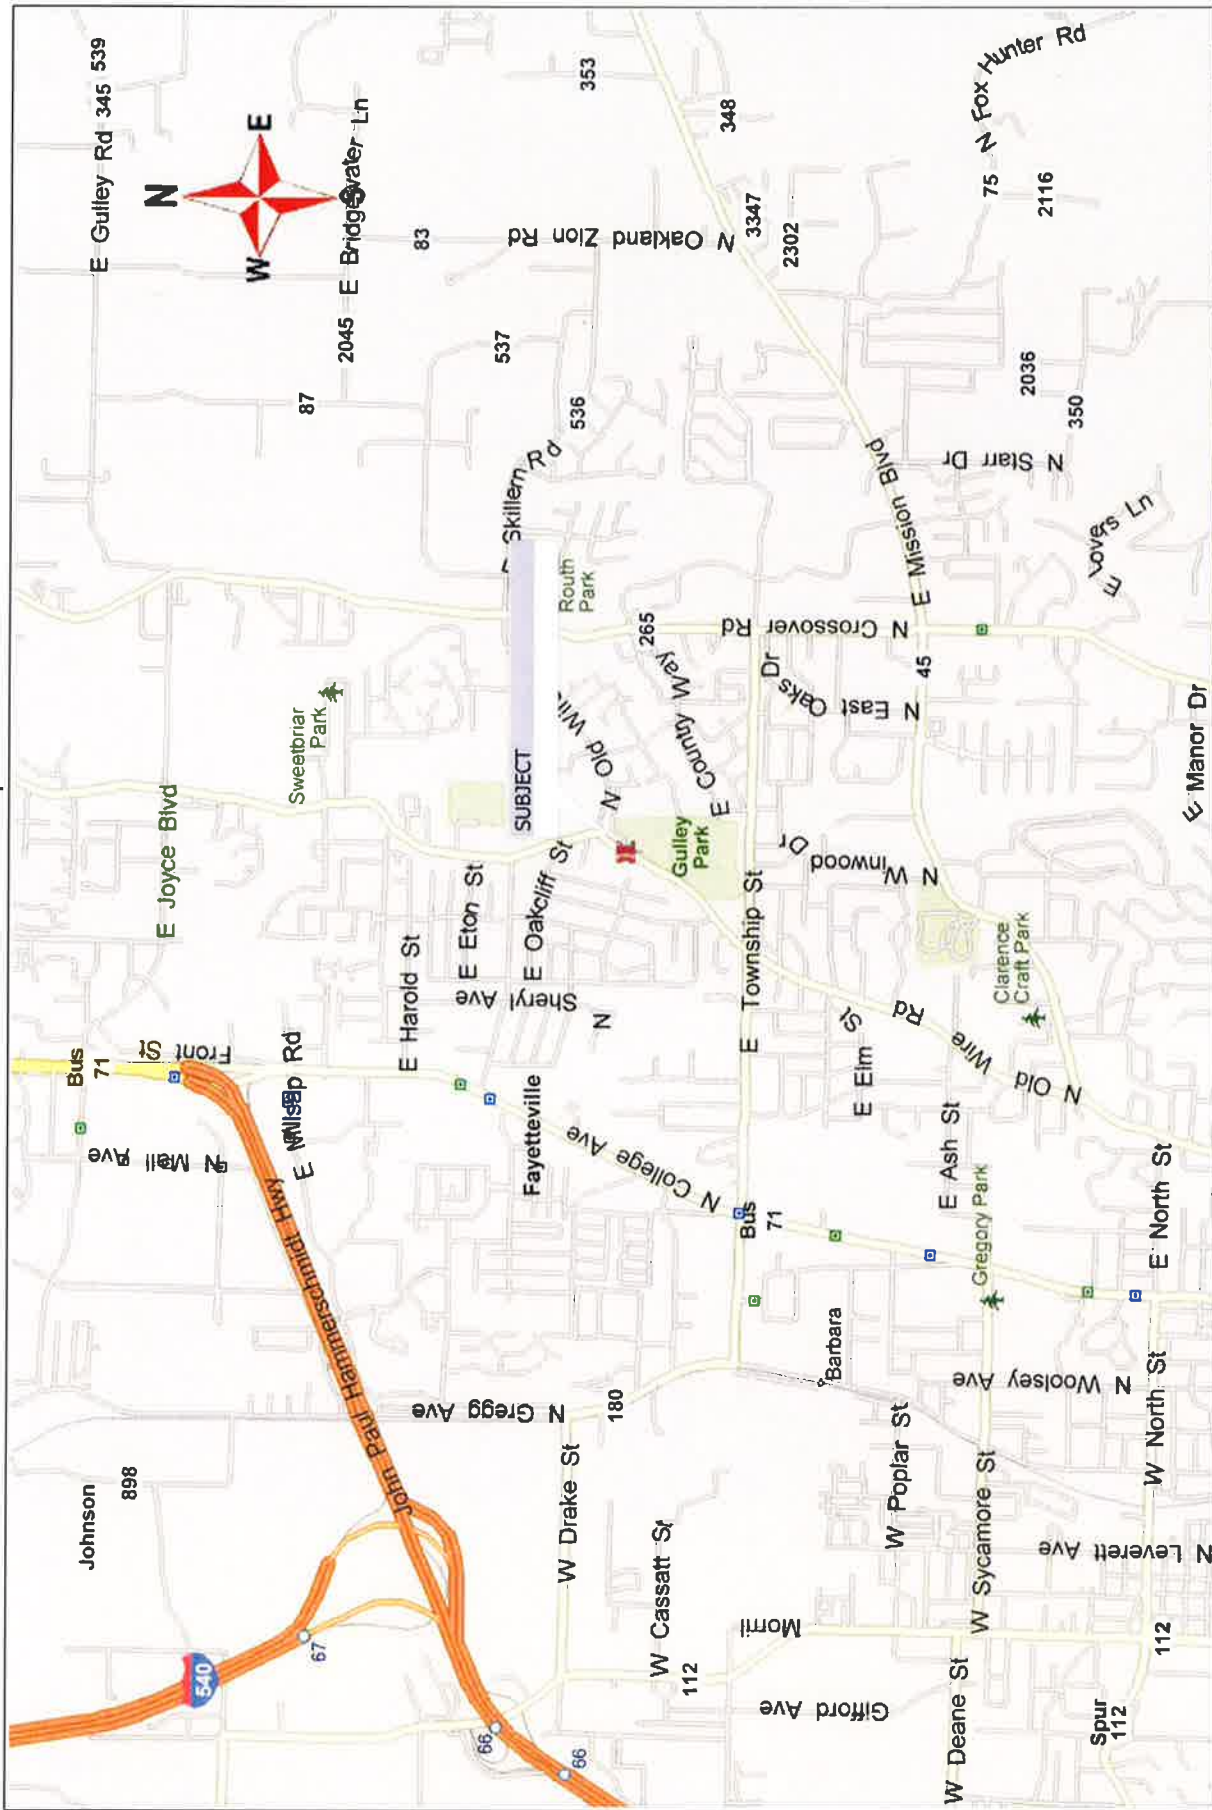 E Gulley Rd 345 539
N
W
E
S
E Bridgewater Ln
2045
83
87
353
348
N Oakland Zion Rd
3347
2302
N Fox Hunter Rd
75
2116
537
536
Skillern Rd
2036
350
N Starr Dr
E Mission Blvd
E Lovers Ln
Routh
Park
265
N Crossover Rd
45
N East Oaks Dr
E Country Way
N Old Wire
SUBJECT
Sweetbriar
Park
E Joyce Blvd
Gulley
Park
N Winwood Dr
E Manor Dr
E Harold St
E Eton St
E Oakcliff St
N Sheryl Ave
E Township St
Clarence
Craft Park
N Old Wire Rd
E Elm St
E Ash St
Bus
71
Front St
N Mall Ave
E Millsap Rd
Fayetteville
N College Ave
Bus
71
Gregory Park
E North St
John Paul Hammerschmidt Hwy
Barbara
N Woolsey Ave
N Gregg Ave
180
W Drake St
W Poplar St
W Sycamore St
W North St
N Leverett Ave
Johnson
898
W Cassatt St
112
Morril
Gifford Ave
W Deane St
112
Spur
112
540
67
66
66